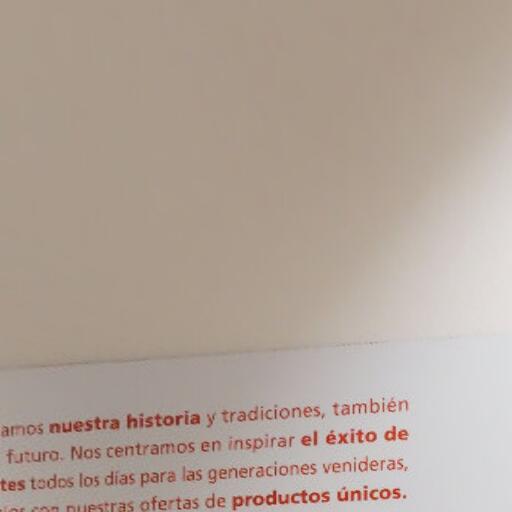 amos nuestra historia y tradiciones, también
futuro. Nos centramos en inspirar el éxito de
tes todos los días para las generaciones venideras,
con nuestras ofertas de productos únicos.